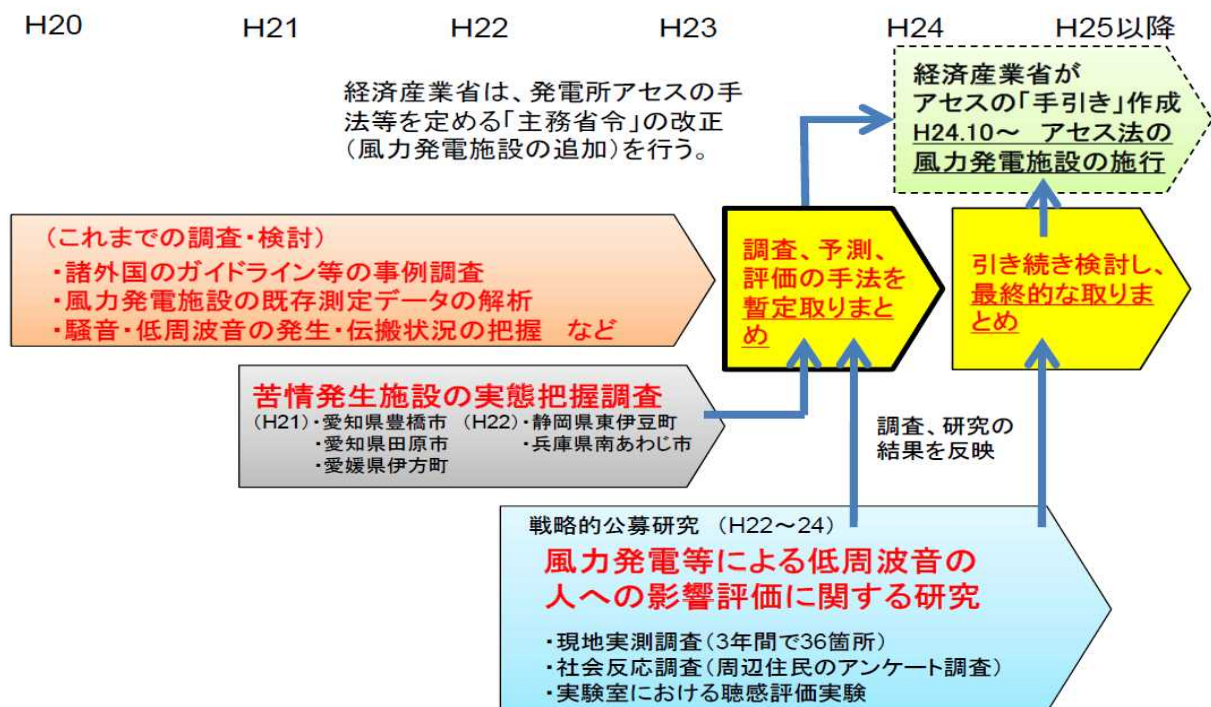 H20 H21 H22 H23 H24 H25以降
経済産業省は、発電所アセスの手
法等を定める「主務省令」の改正
(風力発電施設の追加)を行う。
経済産業省が
アセスの「手引き」作成
H24.10～ アセス法の
風力発電施設の施行
(これまでの調査・検討)
・諸外国のガイドライン等の事例調査
・風力発電施設の既存測定データの解析
・騒音・低周波音の発生・伝搬状況の把握 など
調査、予測、
評価の手法を
暫定取りまと
め
引き続き検討し、
最終的な取りま
とめ
苦情発生施設の実態把握調査
(H21)・愛知県豊橋市 (H22)・静岡県東伊豆町
・愛知県田原市 ・兵庫県南あわじ市
・愛媛県伊方町
調査、研究の
結果を反映
戦略的公募研究 (H22～24)
風力発電等による低周波音の
人への影響評価に関する研究
・現地実測調査(3年間で36箇所)
・社会反応調査(周辺住民のアンケート調査)
・実験室における聴感評価実験